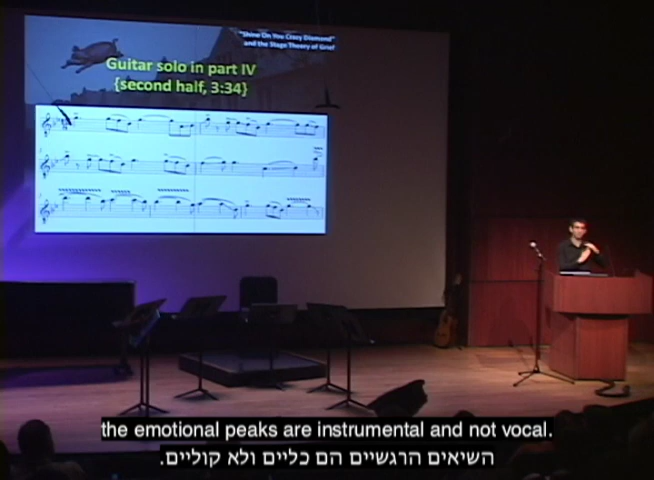 "Shine On You Crazy Diamond"
and the Stage Theory of Grief
Guitar solo in part IV
{second half, 3:34}
the emotional peaks are instrumental and not vocal.
השיאים הרגשיים הם כליים ולא קוליים.